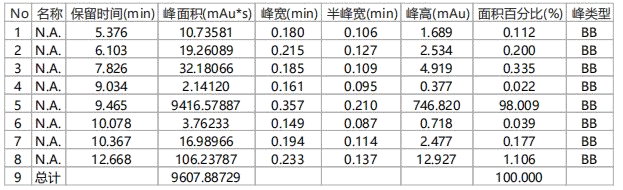 No 名称 保留时间(min) 峰面积(mAu*s) 峰宽(min) 半峰宽(min) 峰高(mAu) 面积百分比(%) 峰类型
1 N.A. 5.376 10.73581 0.180 0.106 1.689 0.112 BB
2 N.A. 6.103 19.26089 0.215 0.127 2.534 0.200 BB
3 N.A. 7.826 32.18066 0.185 0.109 4.919 0.335 BB
4 N.A. 9.034 2.14120 0.161 0.095 0.377 0.022 BB
5 N.A. 9.465 9416.57887 0.357 0.210 746.820 98.009 BB
6 N.A. 10.078 3.76233 0.149 0.087 0.718 0.039 BB
7 N.A. 10.367 16.98966 0.194 0.114 2.477 0.177 BB
8 N.A. 12.668 106.23787 0.233 0.137 12.927 1.106 BB
9 总计 9607.88729 100.000